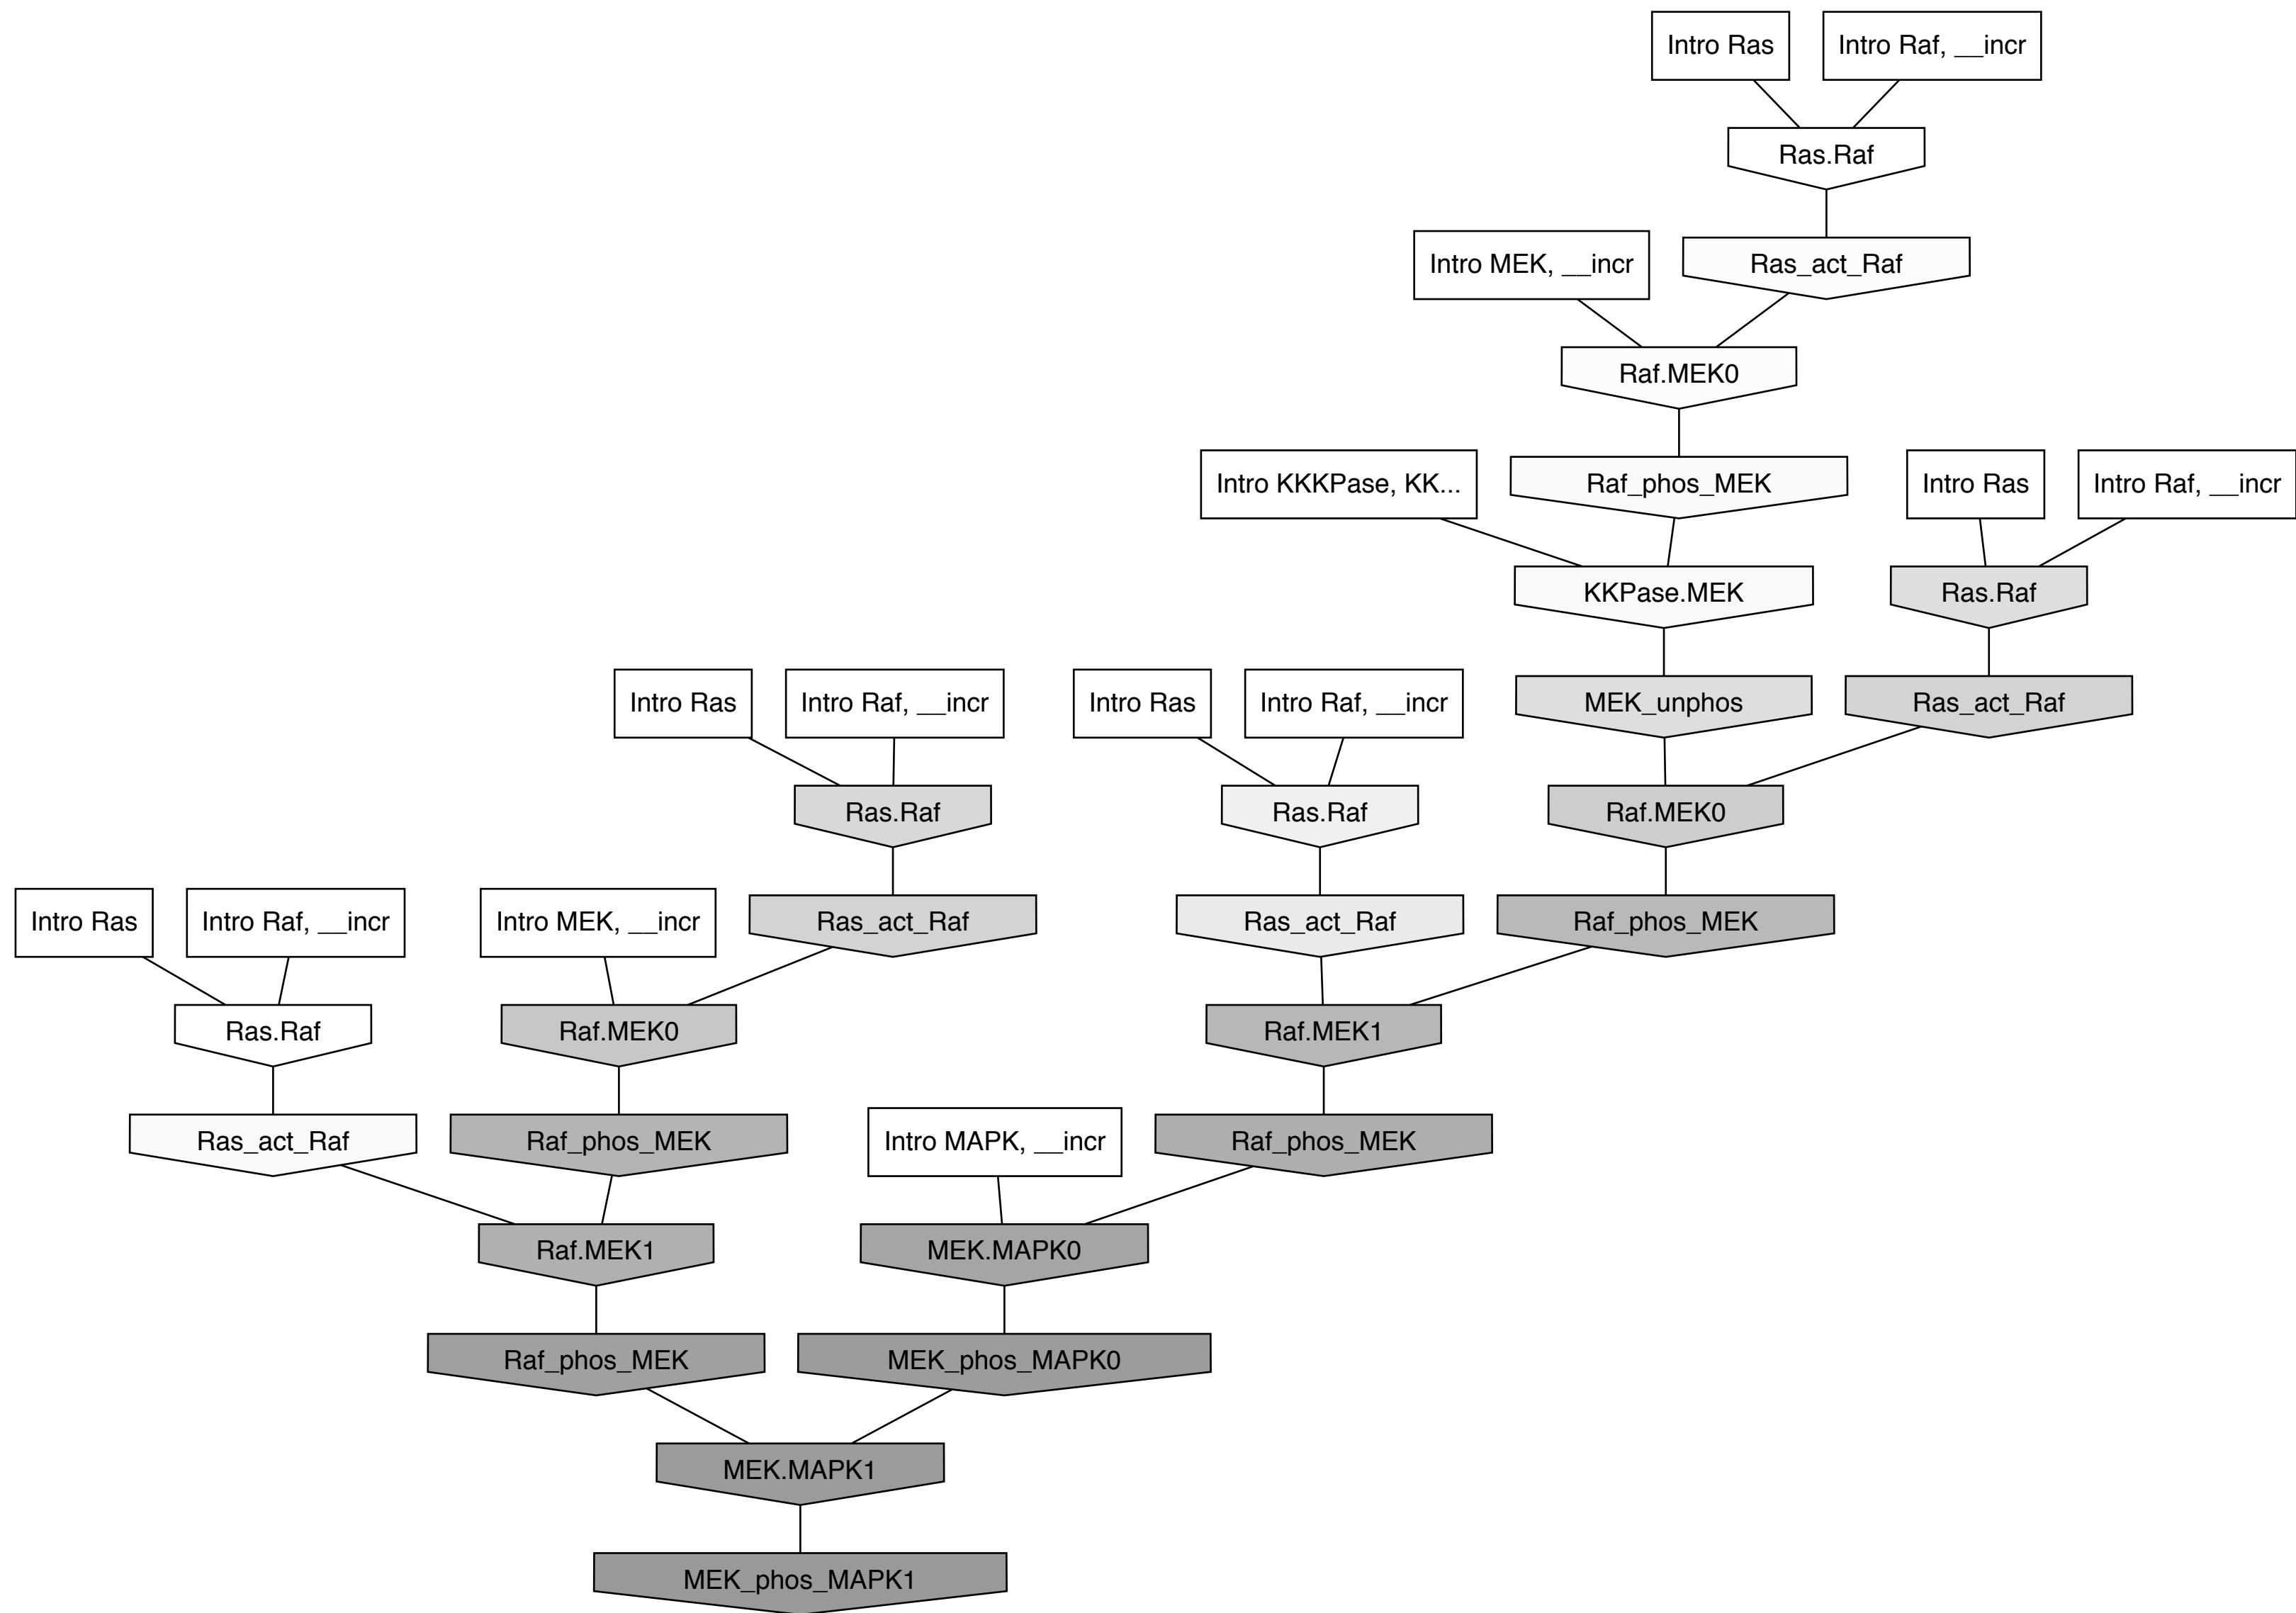 Intro Ras
Intro Raf, __incr
Ras.Raf
Intro MEK, __incr
Ras_act_Raf
Raf.MEK0
Intro KKKPase, KK...
Raf_phos_MEK
Intro Ras
Intro Raf, __incr
KKPase.MEK
Ras.Raf
Intro Ras
Intro Raf, __incr
Intro Ras
Intro Raf, __incr
MEK_unphos
Ras_act_Raf
Ras.Raf
Ras.Raf
Raf.MEK0
Intro Ras
Intro Raf, __incr
Intro MEK, __incr
Ras_act_Raf
Ras_act_Raf
Raf_phos_MEK
Ras.Raf
Raf.MEK0
Raf.MEK1
Ras_act_Raf
Raf_phos_MEK
Intro MAPK, __incr
Raf_phos_MEK
Raf.MEK1
MEK.MAPK0
Raf_phos_MEK
MEK_phos_MAPK0
MEK.MAPK1
MEK_phos_MAPK1